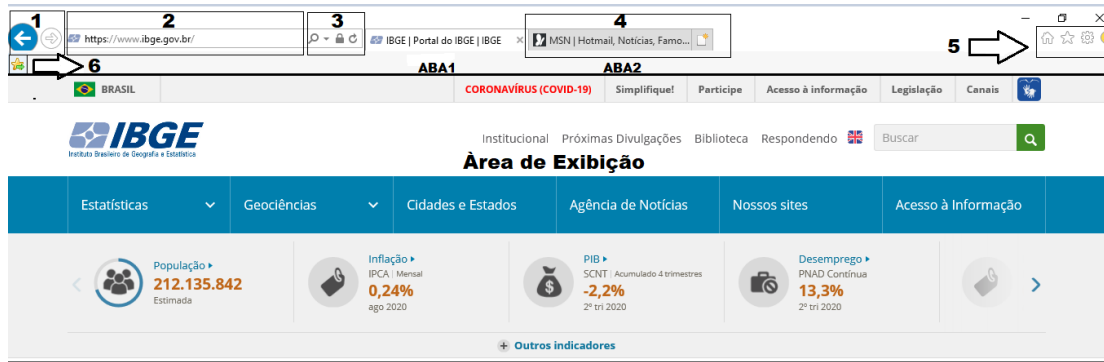 1 2 3 4
https://www.ibge.gov.br/
IBGE | Portal do IBGE | IBGE
MSN | Hotmail, Notícias, Famo...
5
6
ABA1 ABA2
BRASIL CORONAVÍRUS (COVID-19) Simplifique! Participe Acesso à informação Legislação Canais
IBGE
Instituto Brasileiro de Geografia e Estatística
Institucional Próximas Divulgações Biblioteca Respondendo Buscar
Àrea de Exibição
Estatísticas Geociências Cidades e Estados Agência de Notícias Nossos sites Acesso à Informação
População
212.135.842
Estimada
Inflação
IPCA | Mensal
0,24%
ago 2020
PIB
SCNT | Acumulado 4 trimestres
-2,2%
2º tri 2020
Desemprego
PNAD Contínua
13,3%
2º tri 2020
Outros indicadores